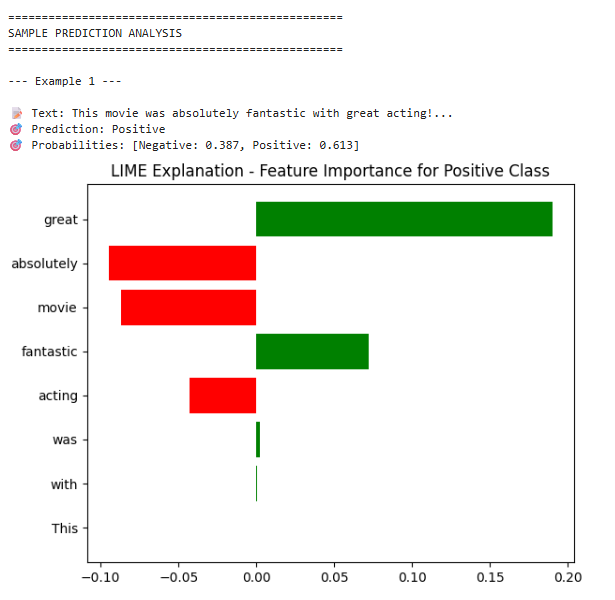 ==================================================
SAMPLE PREDICTION ANALYSIS
==================================================
--- Example 1 ---
📝 Text: This movie was absolutely fantastic with great acting!...
🎯 Prediction: Positive
🎯 Probabilities: [Negative: 0.387, Positive: 0.613]
LIME Explanation - Feature Importance for Positive Class
great
absolutely
movie
fantastic
acting
was
with
This
−0.10 −0.05 0.00 0.05 0.10 0.15 0.20